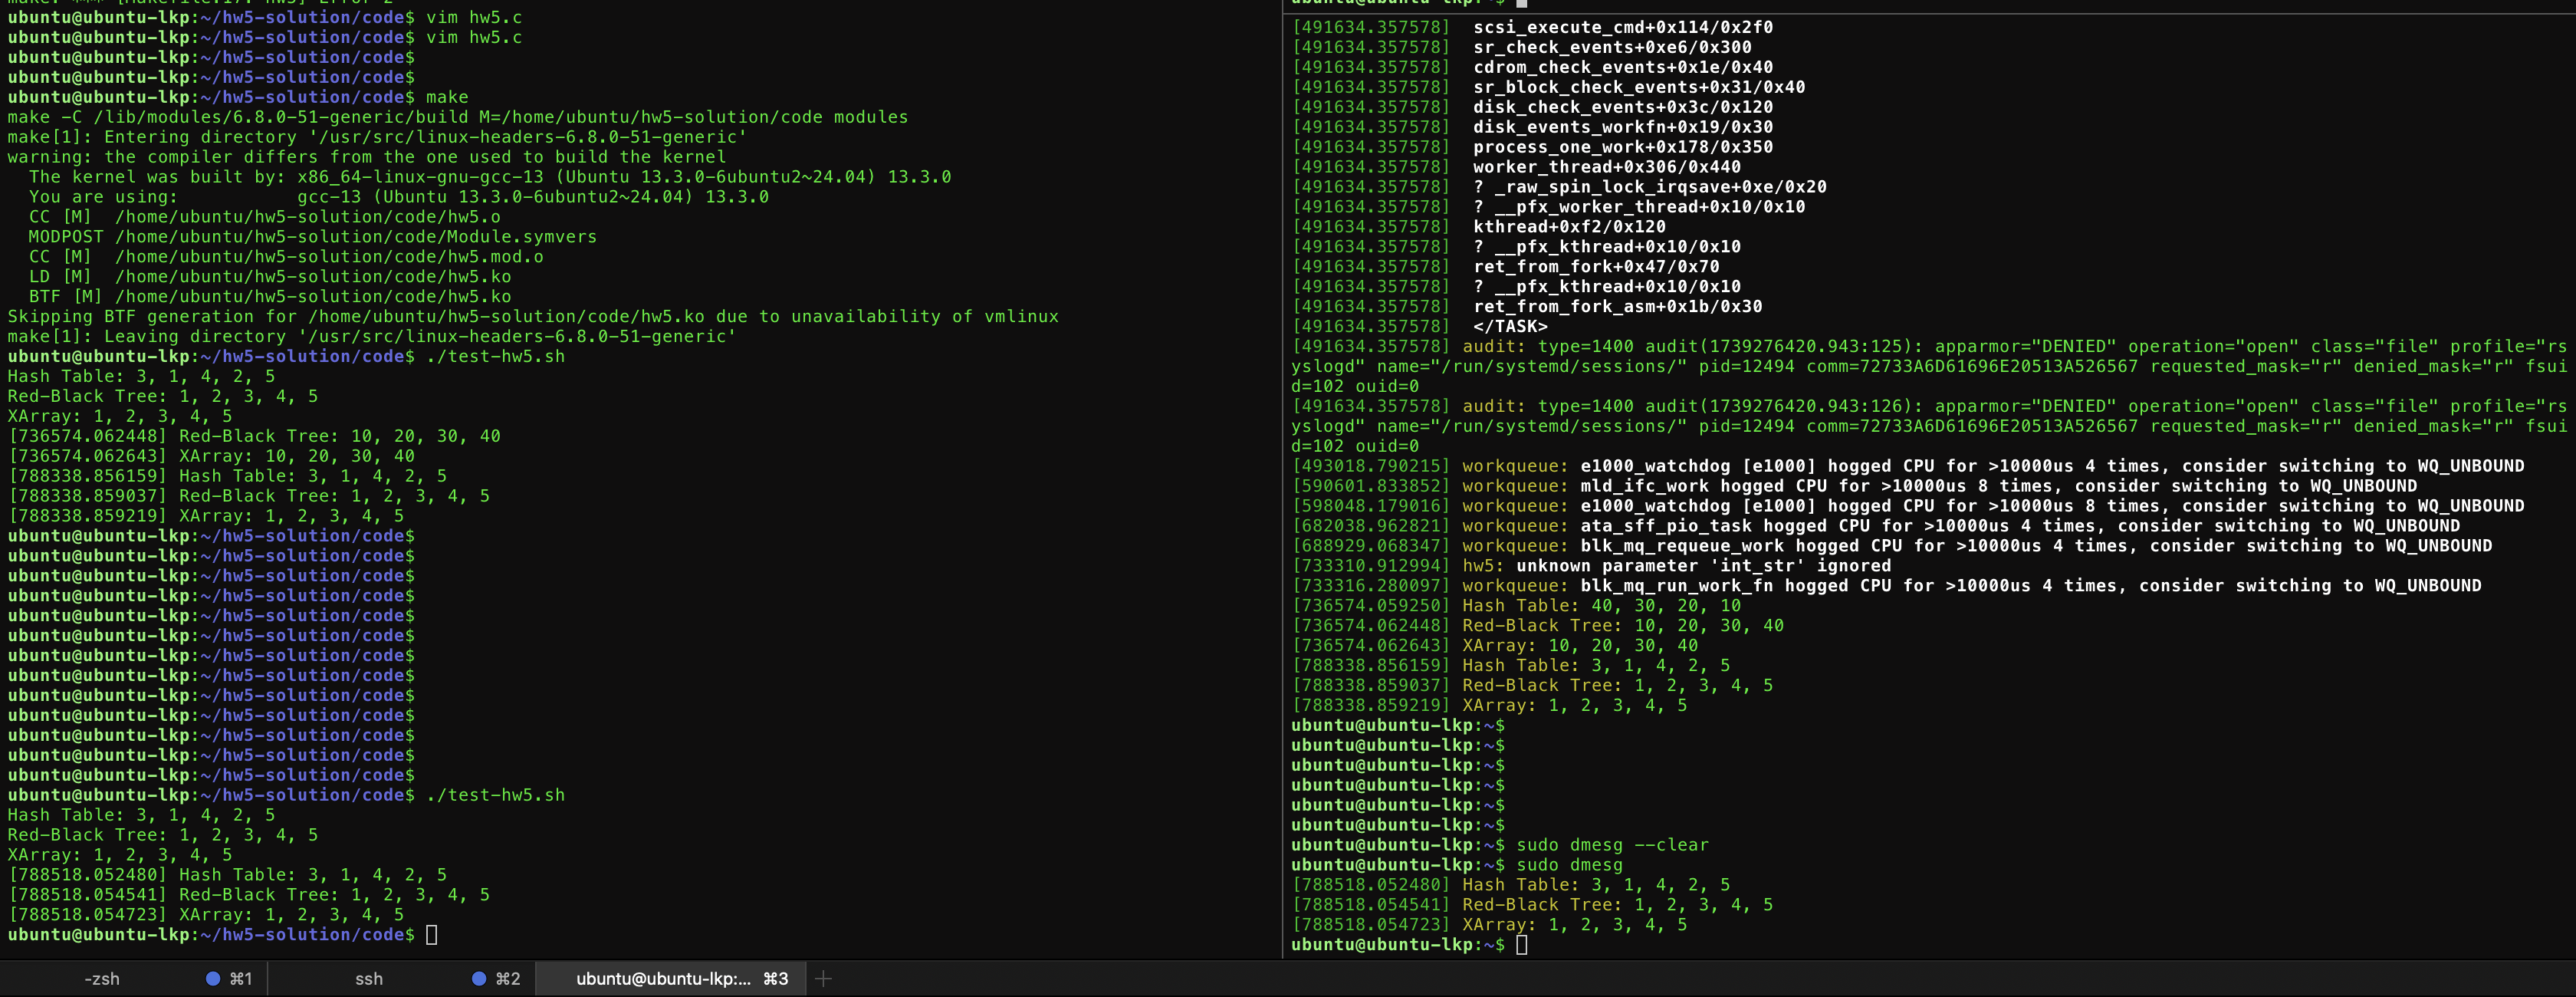 ubuntu@ubuntu-lkp:~/hw5-solution/code$ vim hw5.c
ubuntu@ubuntu-lkp:~/hw5-solution/code$ vim hw5.c
ubuntu@ubuntu-lkp:~/hw5-solution/code$
ubuntu@ubuntu-lkp:~/hw5-solution/code$
ubuntu@ubuntu-lkp:~/hw5-solution/code$ make
make -C /lib/modules/6.8.0-51-generic/build M=/home/ubuntu/hw5-solution/code modules
make[1]: Entering directory '/usr/src/linux-headers-6.8.0-51-generic'
warning: the compiler differs from the one used to build the kernel
  The kernel was built by: x86_64-linux-gnu-gcc-13 (Ubuntu 13.3.0-6ubuntu2~24.04) 13.3.0
  You are using:           gcc-13 (Ubuntu 13.3.0-6ubuntu2~24.04) 13.3.0
  CC [M]  /home/ubuntu/hw5-solution/code/hw5.o
  MODPOST /home/ubuntu/hw5-solution/code/Module.symvers
  CC [M]  /home/ubuntu/hw5-solution/code/hw5.mod.o
  LD [M]  /home/ubuntu/hw5-solution/code/hw5.ko
  BTF [M] /home/ubuntu/hw5-solution/code/hw5.ko
Skipping BTF generation for /home/ubuntu/hw5-solution/code/hw5.ko due to unavailability of vmlinux
make[1]: Leaving directory '/usr/src/linux-headers-6.8.0-51-generic'
ubuntu@ubuntu-lkp:~/hw5-solution/code$ ./test-hw5.sh
Hash Table: 3, 1, 4, 2, 5
Red-Black Tree: 1, 2, 3, 4, 5
XArray: 1, 2, 3, 4, 5
[736574.062448] Red-Black Tree: 10, 20, 30, 40
[736574.062643] XArray: 10, 20, 30, 40
[788338.856159] Hash Table: 3, 1, 4, 2, 5
[788338.859037] Red-Black Tree: 1, 2, 3, 4, 5
[788338.859219] XArray: 1, 2, 3, 4, 5
ubuntu@ubuntu-lkp:~/hw5-solution/code$
ubuntu@ubuntu-lkp:~/hw5-solution/code$
ubuntu@ubuntu-lkp:~/hw5-solution/code$
ubuntu@ubuntu-lkp:~/hw5-solution/code$
ubuntu@ubuntu-lkp:~/hw5-solution/code$
ubuntu@ubuntu-lkp:~/hw5-solution/code$
ubuntu@ubuntu-lkp:~/hw5-solution/code$
ubuntu@ubuntu-lkp:~/hw5-solution/code$
ubuntu@ubuntu-lkp:~/hw5-solution/code$
ubuntu@ubuntu-lkp:~/hw5-solution/code$
ubuntu@ubuntu-lkp:~/hw5-solution/code$
ubuntu@ubuntu-lkp:~/hw5-solution/code$
ubuntu@ubuntu-lkp:~/hw5-solution/code$
ubuntu@ubuntu-lkp:~/hw5-solution/code$ ./test-hw5.sh
Hash Table: 3, 1, 4, 2, 5
Red-Black Tree: 1, 2, 3, 4, 5
XArray: 1, 2, 3, 4, 5
[788518.052480] Hash Table: 3, 1, 4, 2, 5
[788518.054541] Red-Black Tree: 1, 2, 3, 4, 5
[788518.054723] XArray: 1, 2, 3, 4, 5
ubuntu@ubuntu-lkp:~/hw5-solution/code$
[491634.357578]  scsi_execute_cmd+0x114/0x2f0
[491634.357578]  sr_check_events+0xe6/0x300
[491634.357578]  cdrom_check_events+0x1e/0x40
[491634.357578]  sr_block_check_events+0x31/0x40
[491634.357578]  disk_check_events+0x3c/0x120
[491634.357578]  disk_events_workfn+0x19/0x30
[491634.357578]  process_one_work+0x178/0x350
[491634.357578]  worker_thread+0x306/0x440
[491634.357578]  ? _raw_spin_lock_irqsave+0xe/0x20
[491634.357578]  ? __pfx_worker_thread+0x10/0x10
[491634.357578]  kthread+0xf2/0x120
[491634.357578]  ? __pfx_kthread+0x10/0x10
[491634.357578]  ret_from_fork+0x47/0x70
[491634.357578]  ? __pfx_kthread+0x10/0x10
[491634.357578]  ret_from_fork_asm+0x1b/0x30
[491634.357578]  </TASK>
[491634.357578] audit: type=1400 audit(1739276420.943:125): apparmor="DENIED" operation="open" class="file" profile="rs
yslogd" name="/run/systemd/sessions/" pid=12494 comm=72733A6D61696E20513A526567 requested_mask="r" denied_mask="r" fsui
d=102 ouid=0
[491634.357578] audit: type=1400 audit(1739276420.943:126): apparmor="DENIED" operation="open" class="file" profile="rs
yslogd" name="/run/systemd/sessions/" pid=12494 comm=72733A6D61696E20513A526567 requested_mask="r" denied_mask="r" fsui
d=102 ouid=0
[493018.790215] workqueue: e1000_watchdog [e1000] hogged CPU for >10000us 4 times, consider switching to WQ_UNBOUND
[590601.833852] workqueue: mld_ifc_work hogged CPU for >10000us 8 times, consider switching to WQ_UNBOUND
[598048.179016] workqueue: e1000_watchdog [e1000] hogged CPU for >10000us 8 times, consider switching to WQ_UNBOUND
[682038.962821] workqueue: ata_sff_pio_task hogged CPU for >10000us 4 times, consider switching to WQ_UNBOUND
[688929.068347] workqueue: blk_mq_requeue_work hogged CPU for >10000us 4 times, consider switching to WQ_UNBOUND
[733310.912994] hw5: unknown parameter 'int_str' ignored
[733316.280097] workqueue: blk_mq_run_work_fn hogged CPU for >10000us 4 times, consider switching to WQ_UNBOUND
[736574.059250] Hash Table: 40, 30, 20, 10
[736574.062448] Red-Black Tree: 10, 20, 30, 40
[736574.062643] XArray: 10, 20, 30, 40
[788338.856159] Hash Table: 3, 1, 4, 2, 5
[788338.859037] Red-Black Tree: 1, 2, 3, 4, 5
[788338.859219] XArray: 1, 2, 3, 4, 5
ubuntu@ubuntu-lkp:~$
ubuntu@ubuntu-lkp:~$
ubuntu@ubuntu-lkp:~$
ubuntu@ubuntu-lkp:~$
ubuntu@ubuntu-lkp:~$
ubuntu@ubuntu-lkp:~$
ubuntu@ubuntu-lkp:~$ sudo dmesg --clear
ubuntu@ubuntu-lkp:~$ sudo dmesg
[788518.052480] Hash Table: 3, 1, 4, 2, 5
[788518.054541] Red-Black Tree: 1, 2, 3, 4, 5
[788518.054723] XArray: 1, 2, 3, 4, 5
ubuntu@ubuntu-lkp:~$
-zsh ⌘1 ssh ⌘2 ubuntu@ubuntu-lkp:... ⌘3